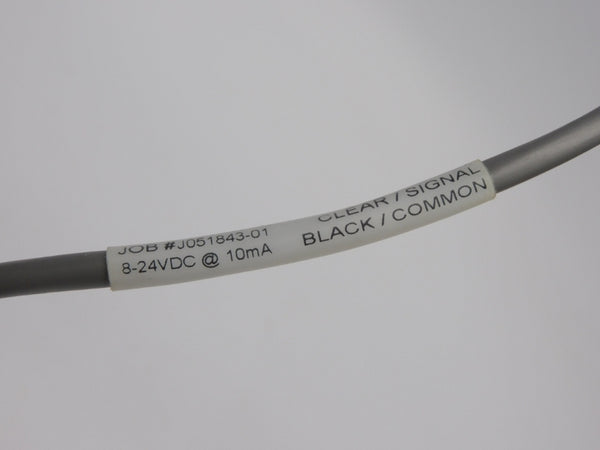 JOB #J051843-01
8-24VDC @ 10mA
CLEAR / SIGNAL
BLACK / COMMON